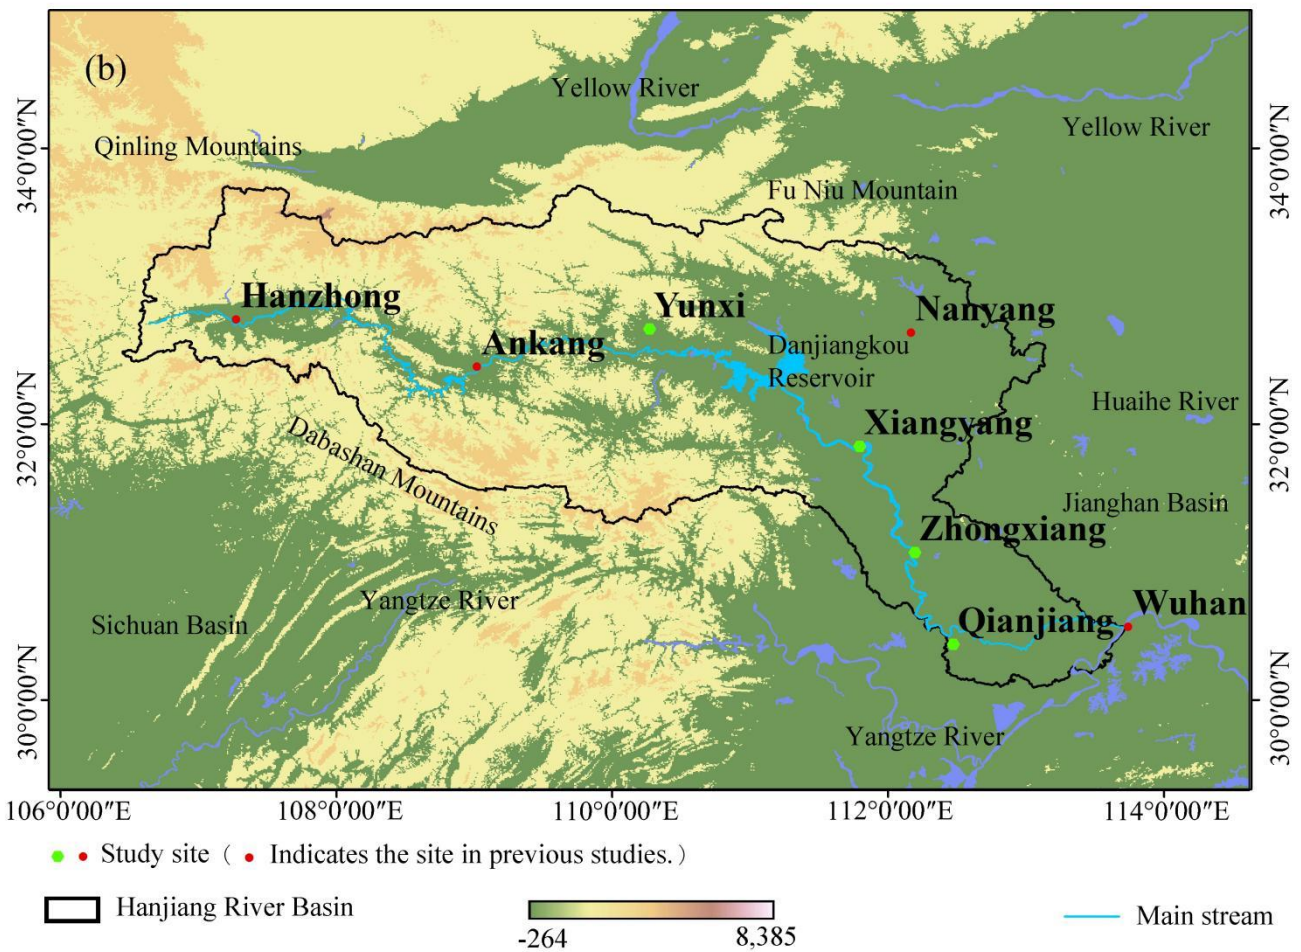 (b)
Yellow River
Yellow River
Qinling Mountains
Fu Niu Mountain
34°0′00″N
34°0′00″N
Hanzhong
Yunxi
Nanyang
Ankang
Danjiangkou
Reservoir
Huaihe River
Xiangyang
32°0′00″N
32°0′00″N
Dabashan Mountains
Jianghan Basin
Zhongxiang
Yangtze River
Sichuan Basin
Qianjiang
Wuhan
30°0′00″N
30°0′00″N
Yangtze River
106°0′00″E
108°0′00″E
110°0′00″E
112°0′00″E
114°0′00″E
Study site ( Indicates the site in previous studies.)
Hanjiang River Basin
-264
8,385
Main stream